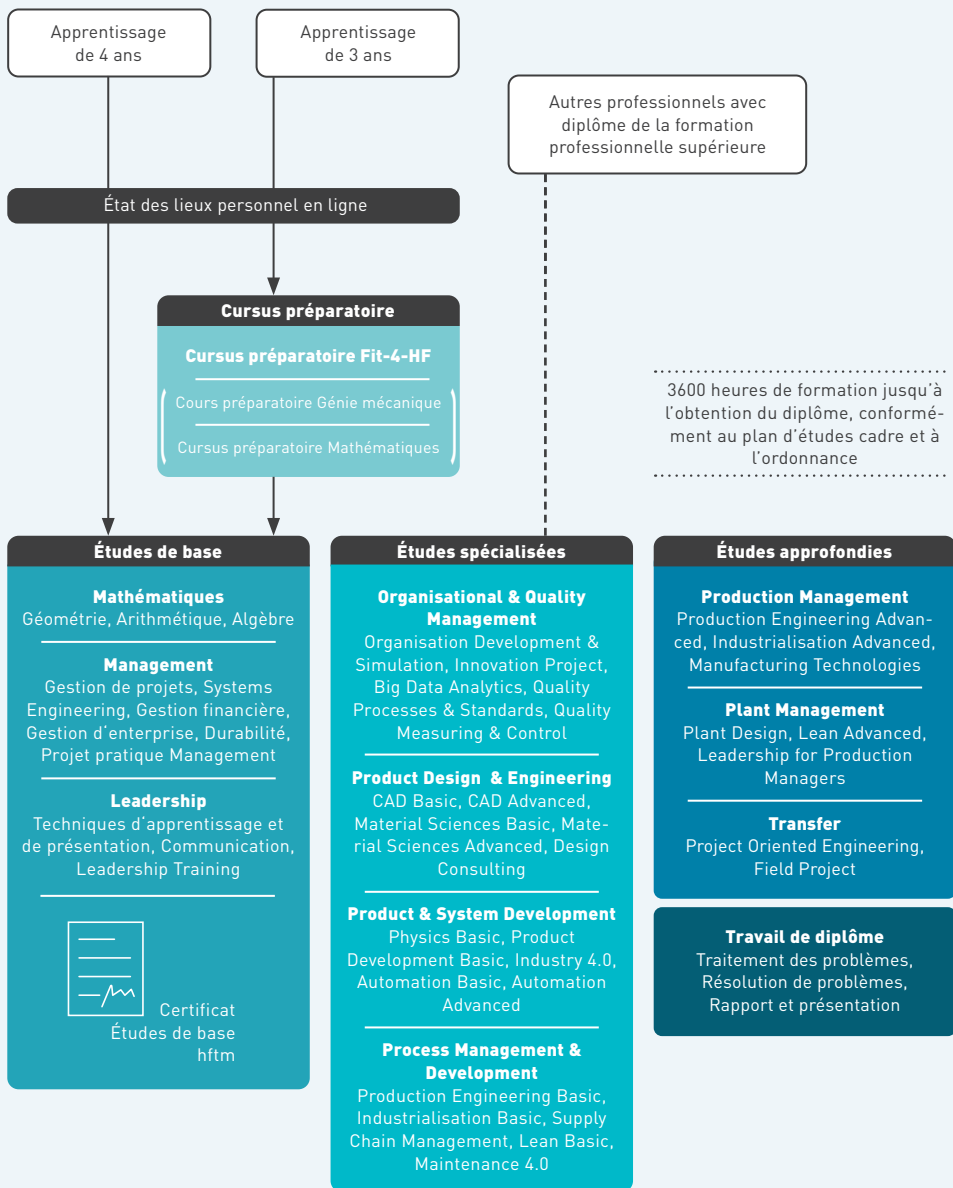 Apprentissage
de 4 ans
Apprentissage
de 3 ans
Autres professionnels avec
diplôme de la formation
professionnelle supérieure
État des lieux personnel en ligne
Cursus préparatoire
Cursus préparatoire Fit-4-HF
Cours préparatoire Génie mécanique
Cursus préparatoire Mathématiques
3600 heures de formation jusqu'à
l'obtention du diplôme, conformé-
ment au plan d'études cadre et à
l'ordonnance
Études de base
Mathématiques
Géométrie, Arithmétique, Algèbre
Management
Gestion de projets, Systems
Engineering, Gestion financière,
Gestion d'enterprise, Durabilité,
Projet pratique Management
Leadership
Techniques d'apprentissage et
de présentation, Communication,
Leadership Training
Certificat
Études de base
hftm
Études spécialisées
Organisational & Quality
Management
Organisation Development &
Simulation, Innovation Project,
Big Data Analytics, Quality
Processes & Standards, Quality
Measuring & Control
Product Design & Engineering
CAD Basic, CAD Advanced,
Material Sciences Basic, Mate-
rial Sciences Advanced, Design
Consulting
Product & System Development
Physics Basic, Product
Development Basic, Industry 4.0,
Automation Basic, Automation
Advanced
Process Management &
Development
Production Engineering Basic,
Industrialisation Basic, Supply
Chain Management, Lean Basic,
Maintenance 4.0
Études approfondies
Production Management
Production Engineering Advan-
ced, Industrialisation Advanced,
Manufacturing Technologies
Plant Management
Plant Design, Lean Advanced,
Leadership for Production
Managers
Transfer
Project Oriented Engineering,
Field Project
Travail de diplôme
Traitement des problèmes,
Résolution de problèmes,
Rapport et présentation